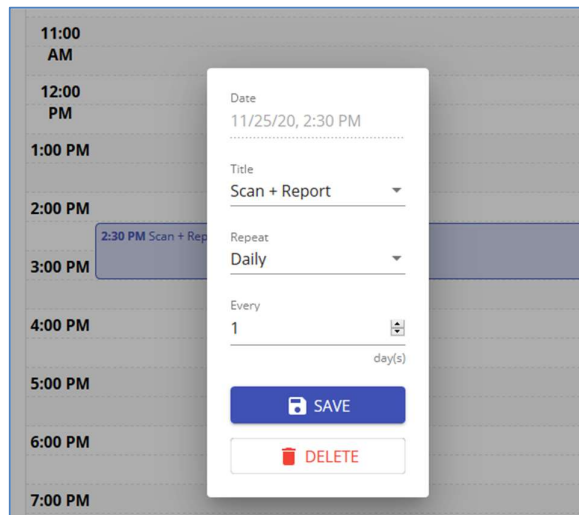 11:00
AM
12:00
PM
1:00 PM
2:00 PM
2:30 PM Scan + Rep
3:00 PM
4:00 PM
5:00 PM
6:00 PM
7:00 PM
Date
11/25/20, 2:30 PM
Title
Scan + Report
Repeat
Daily
Every
1
day(s)
SAVE
DELETE